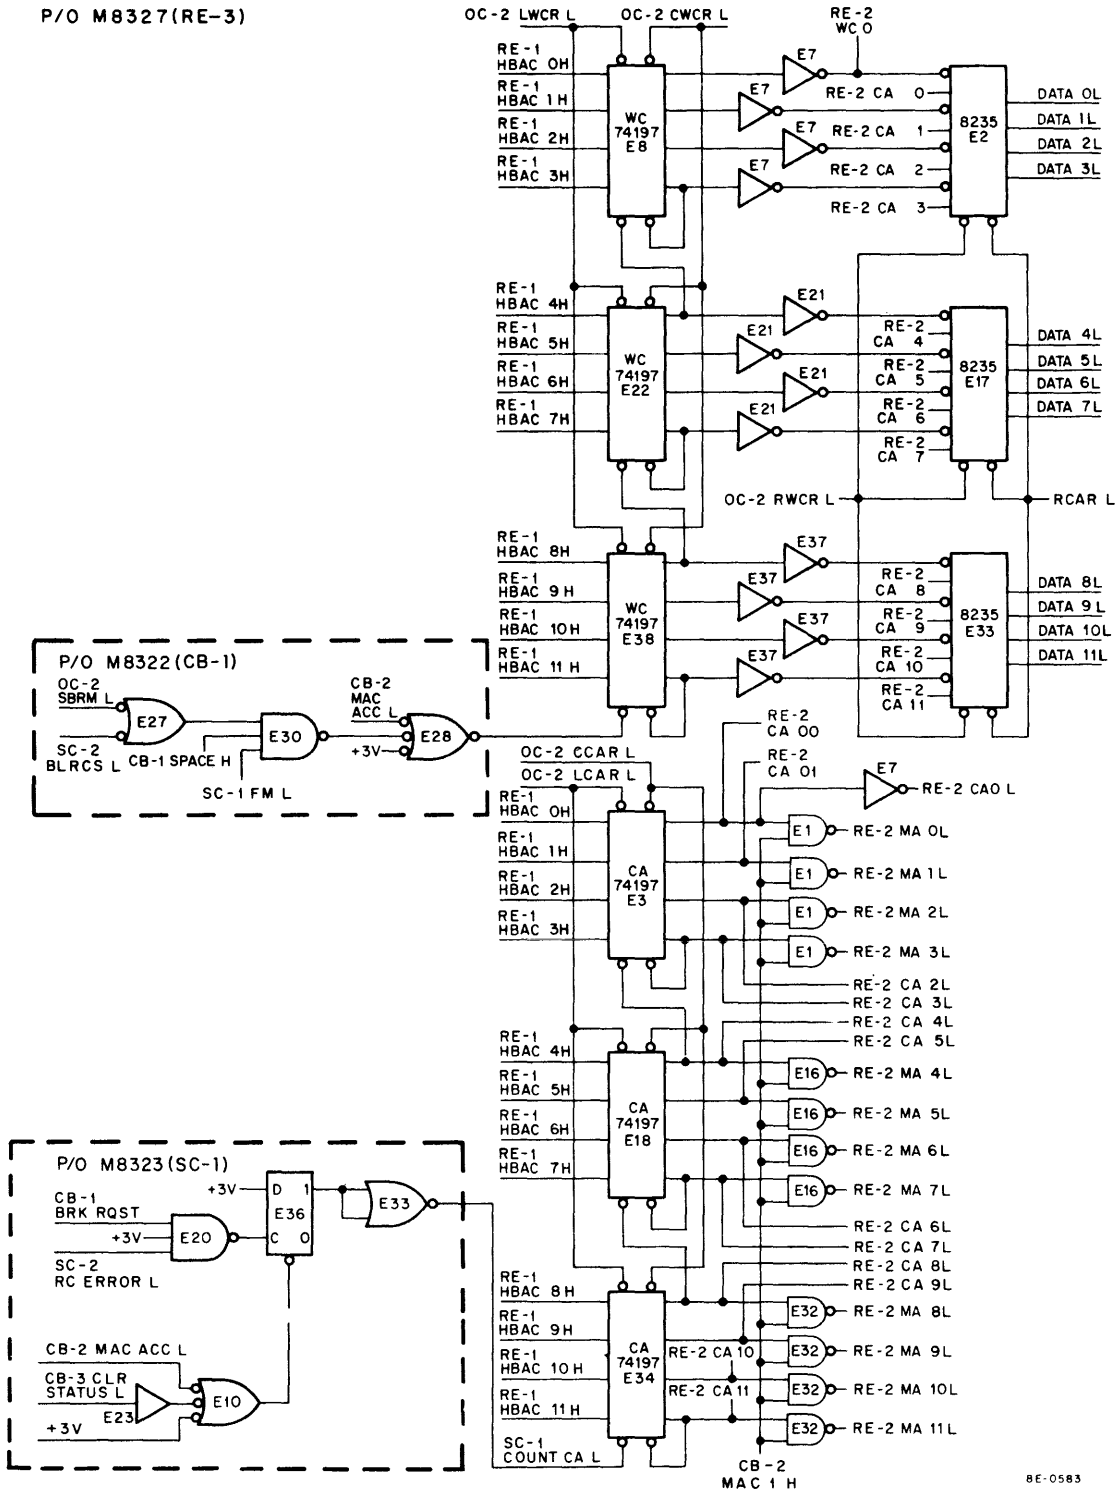 P/O M8327(RE-3)
OC-2 LWCR L
OC-2 CWCR L
RE-2
WC 0
RE-1
HBAC 0H
RE-1
HBAC 1H
RE-1
HBAC 2H
RE-1
HBAC 3H
WC
74197
E8
E7
E7
E7
E7
RE-2 CA 0
RE-2 CA 1
RE-2 CA 2
RE-2 CA 3
8235
E2
DATA 0L
DATA 1L
DATA 2L
DATA 3L
RE-1
HBAC 4H
RE-1
HBAC 5H
RE-1
HBAC 6H
RE-1
HBAC 7H
WC
74197
E22
E21
E21
E21
E21
RE-2
CA 4
RE-2
CA 5
RE-2
CA 6
RE-2
CA 7
8235
E17
DATA 4L
DATA 5L
DATA 6L
DATA 7L
OC-2 RWCR L
RCAR L
RE-1
HBAC 8H
RE-1
HBAC 9H
RE-1
HBAC 10H
RE-1
HBAC 11H
WC
74197
E38
E37
E37
E37
E37
RE-2
CA 8
RE-2
CA 9
RE-2
CA 10
RE-2
CA 11
8235
E33
DATA 8L
DATA 9L
DATA 10L
DATA 11L
P/O M8322(CB-1)
OC-2
SBRM L
SC-2
BLRCS L
E27
CB-1 SPACE H
SC-1 FM L
E30
CB-2
MAC
ACC L
+3V
E28
OC-2 CCAR L
OC-2 LCAR L
RE-2
CA 00
RE-2
CA 01
E7
RE-2 CA0 L
RE-1
HBAC 0H
RE-1
HBAC 1H
RE-1
HBAC 2H
RE-1
HBAC 3H
CA
74197
E3
E1
RE-2 MA 0L
E1
RE-2 MA 1L
E1
RE-2 MA 2L
E1
RE-2 MA 3L
RE-2 CA 2L
RE-2 CA 3L
RE-2 CA 4L
RE-2 CA 5L
RE-1
HBAC 4H
RE-1
HBAC 5H
RE-1
HBAC 6H
RE-1
HBAC 7H
CA
74197
E18
E16
RE-2 MA 4L
E16
RE-2 MA 5L
E16
RE-2 MA 6L
E16
RE-2 MA 7L
RE-2 CA 6L
RE-2 CA 7L
RE-2 CA 8L
RE-2 CA 9L
P/O M8323(SC-1)
CB-1
BRK RQST
+3V
SC-2
RC ERROR L
E20
+3V
D 1
E36
C 0
E33
CB-2 MAC ACC L
CB-3 CLR
STATUS L
E23
+3V
E10
RE-1
HBAC 8H
RE-1
HBAC 9H
RE-1
HBAC 10H
RE-1
HBAC 11H
SC-1
COUNT CA L
CA
74197
E34
RE-2 CA 10
RE-2 CA 11
E32
RE-2 MA 8L
E32
RE-2 MA 9L
E32
RE-2 MA 10L
E32
RE-2 MA 11L
CB-2
MAC 1 H
8E-0583